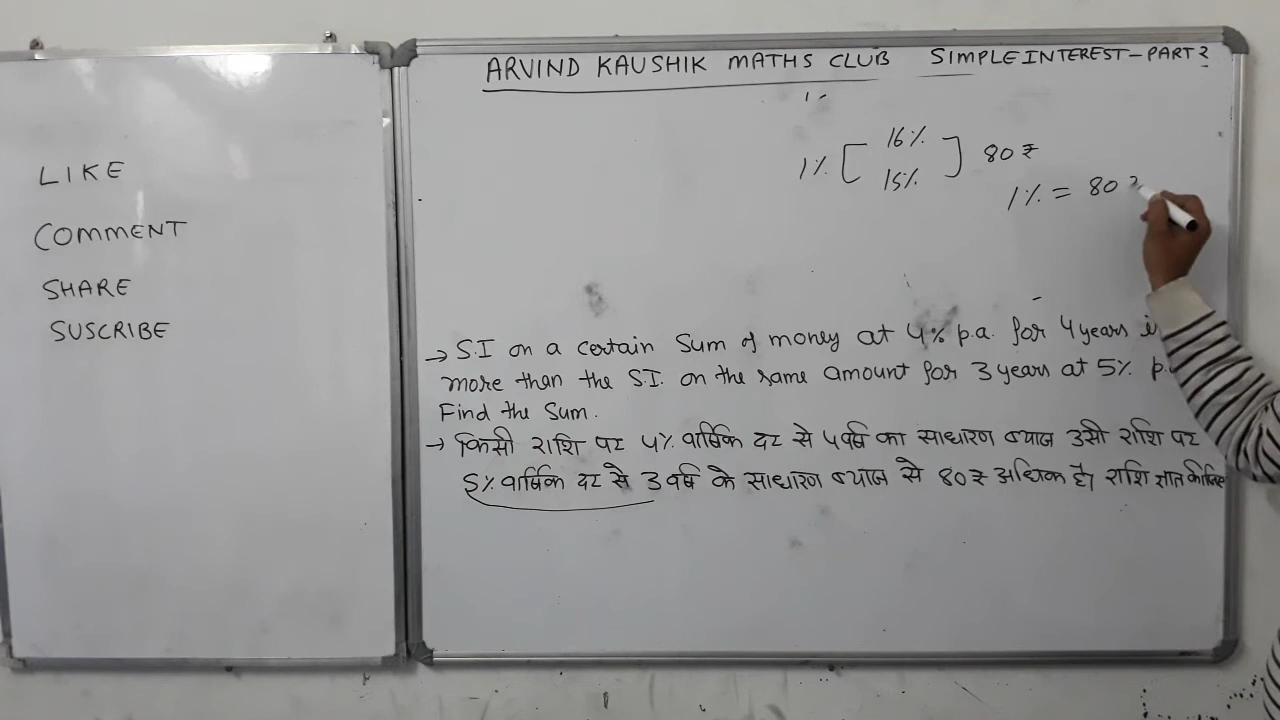 LIKE
COMMENT
SHARE
SUSCRIBE
ARVIND KAUSHIK MATHS CLUB SIMPLE INTEREST - PART 2
16%
1% [ ] 80 ₹
15%
1% = 80
→ S.I on a certain Sum of money at 4% p.a. for 4 years
more than the S.I. on the same amount for 3 years at 5%
Find the Sum.
→ किसी राशि पर 4% वार्षिक दर से 4 वर्ष का साधारण ब्याज उसी राशि पर
5% वार्षिक दर से 3 वर्ष के साधारण ब्याज से 80 ₹ अधिक है, राशि ज्ञात कीजिए